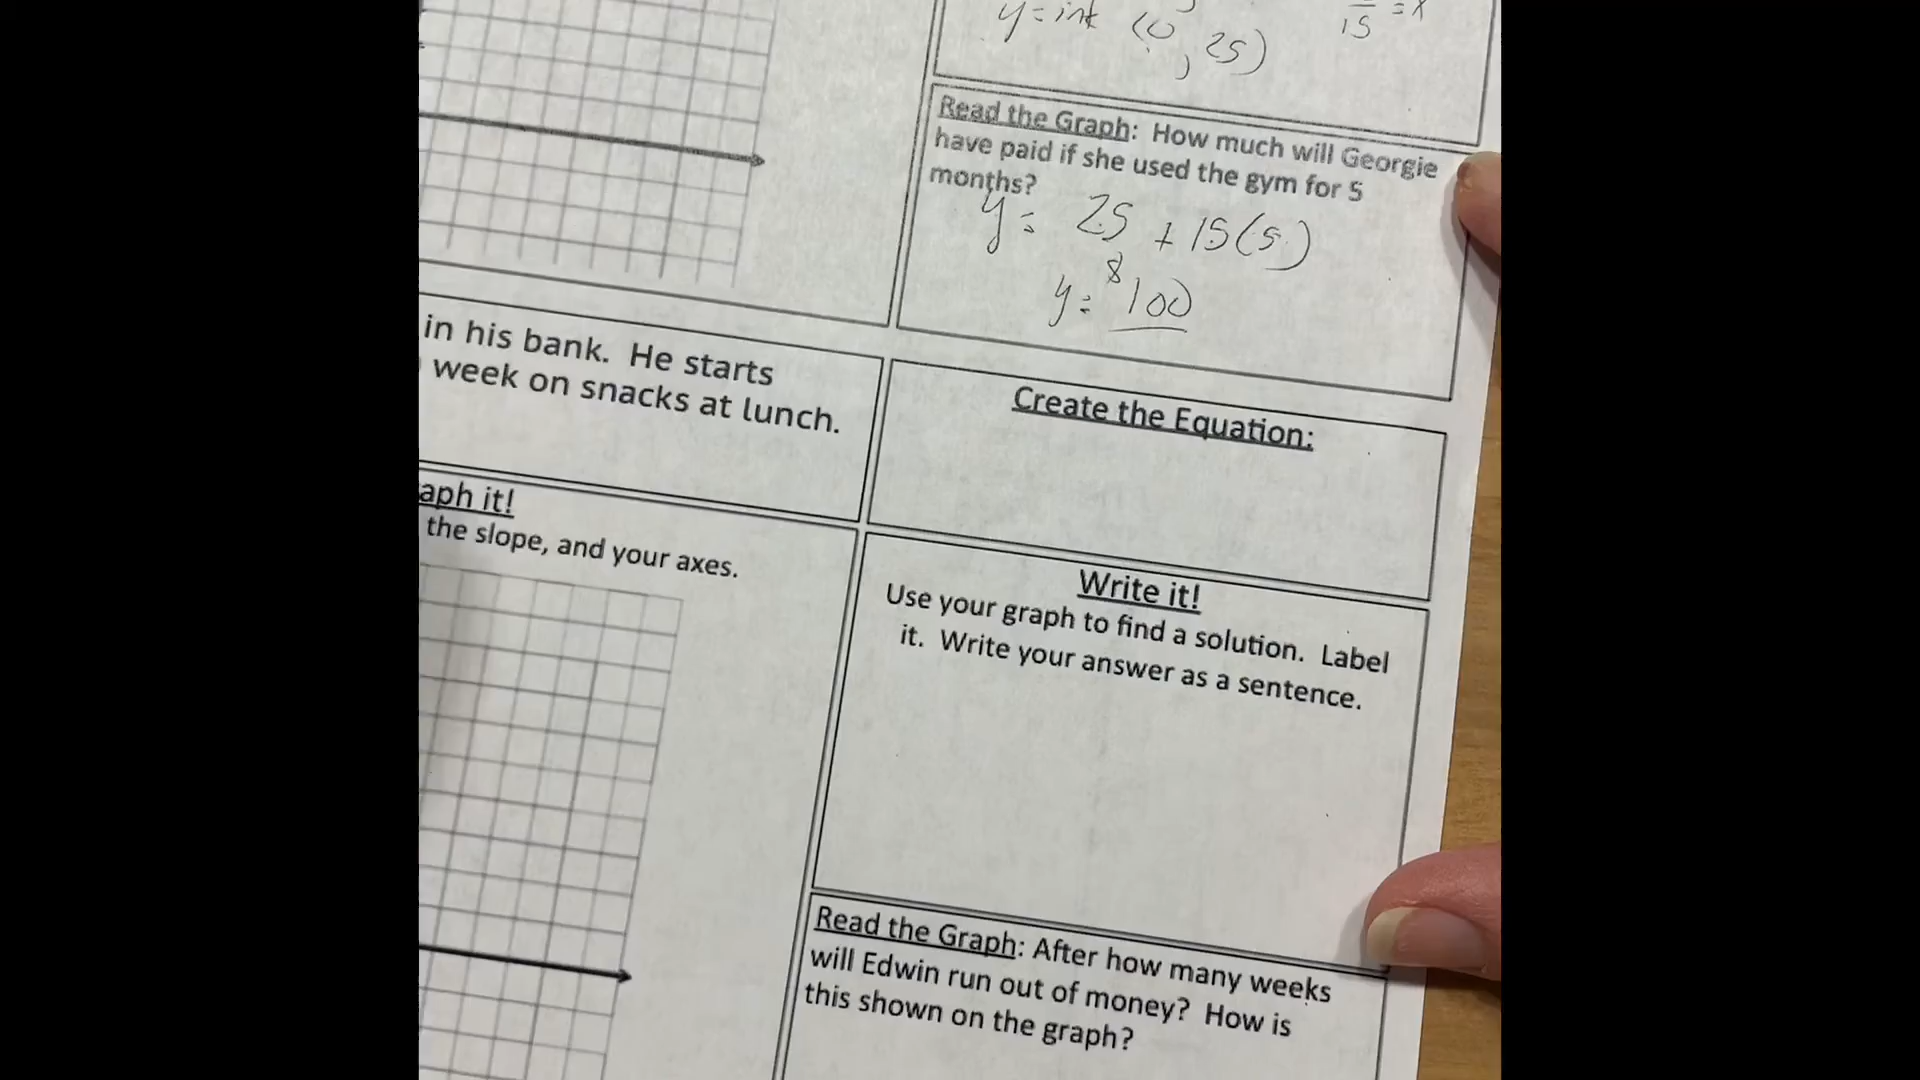 y=int (0, 25)
15 =x
Read the Graph: How much will Georgie
have paid if she used the gym for 5
months?
y= 25 + 15(5)
y= $100
in his bank. He starts
week on snacks at lunch.
Create the Equation:
aph it!
the slope, and your axes.
Write it!
Use your graph to find a solution. Label
it. Write your answer as a sentence.
Read the Graph: After how many weeks
will Edwin run out of money? How is
this shown on the graph?